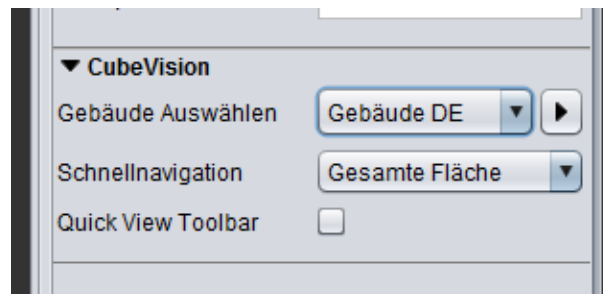 CubeVision
Gebäude Auswählen Gebäude DE
Schnellnavigation Gesamte Fläche
Quick View Toolbar